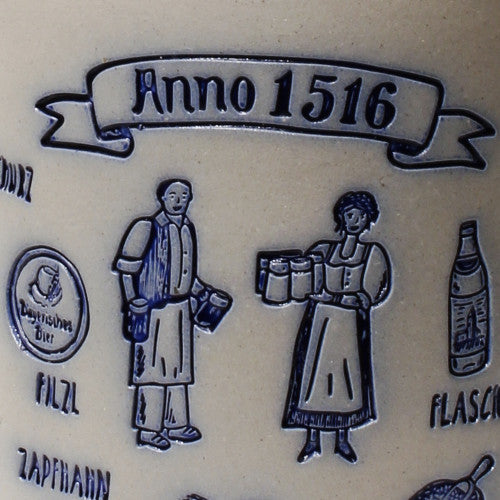 Anno 1516
Bayerisches
Bier
FILZL
FLASCH
ZAPFHAHN